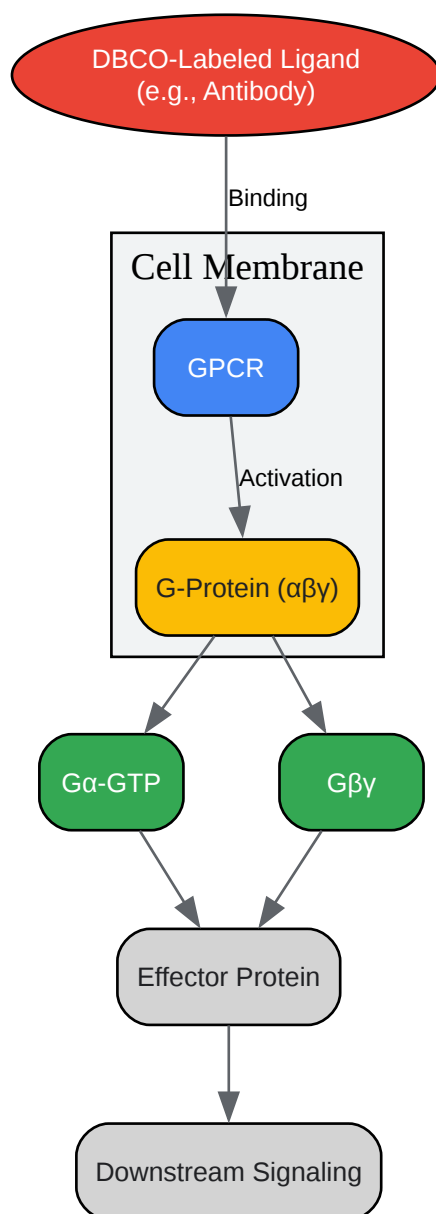 DBCO-Labeled Ligand
(e.g., Antibody)
Binding
Cell Membrane
GPCR
Activation
G-Protein (αβγ)
Gα-GTP
Gβγ
Effector Protein
Downstream Signaling